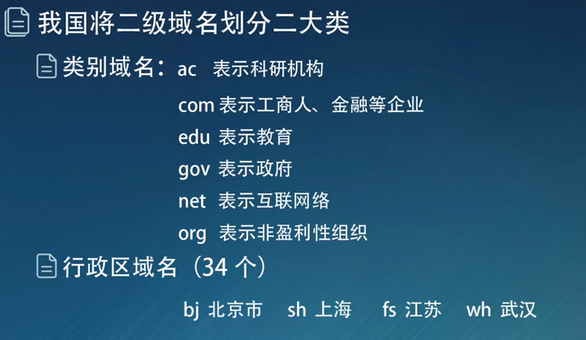 我国将二级域名划分二大类
类别域名：ac 表示科研机构
com 表示工商人、金融等企业
edu 表示教育
gov 表示政府
net 表示互联网络
org 表示非盈利性组织
行政区域名（34 个）
bj 北京市 sh 上海 fs 江苏 wh 武汉